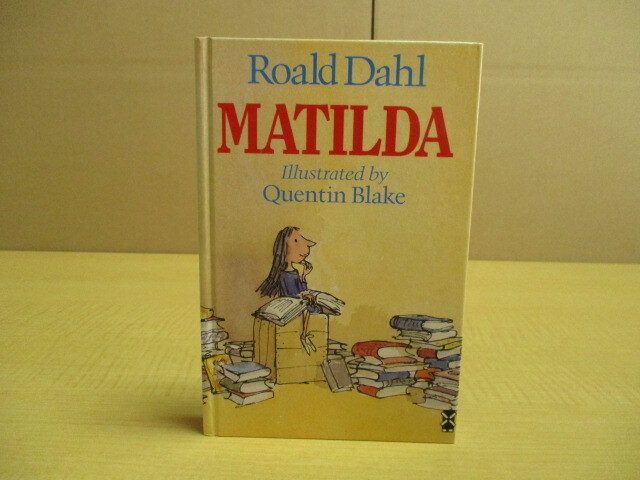 Roald Dahl
MATILDA
Illustrated by
Quentin Blake